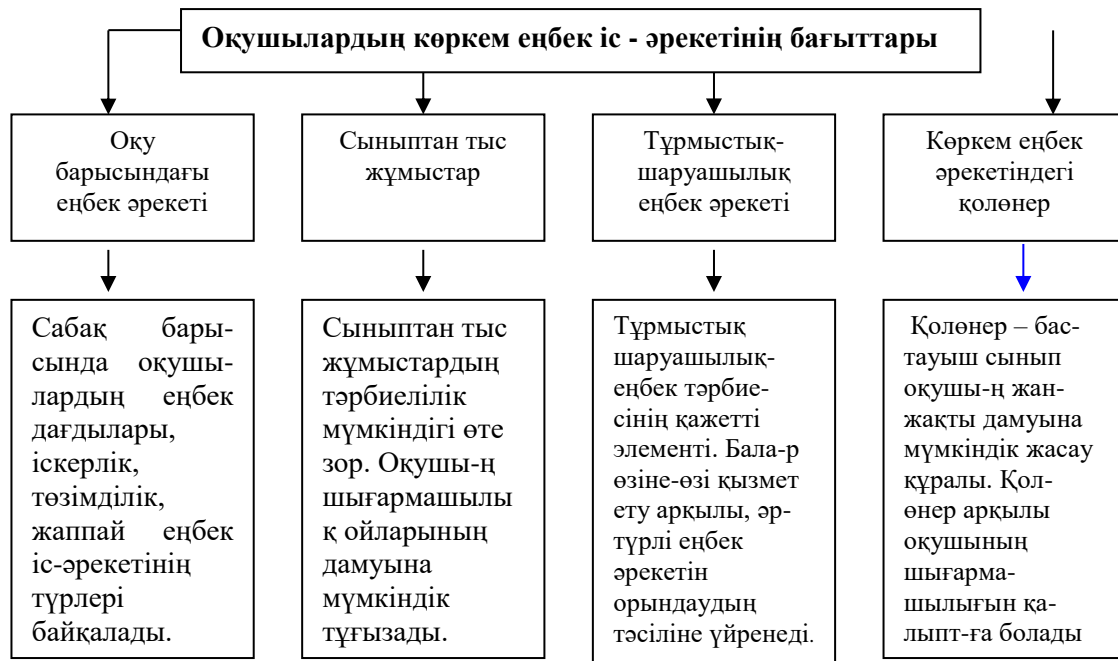 Оқушылардың көркем еңбек іс - әрекетінің бағыттары
Оқу
барысындағы
еңбек әрекеті
Сыныптан тыс
жұмыстар
Тұрмыстық-
шаруашылық
еңбек әрекеті
Көркем еңбек
әрекетіндегі
қолөнер
Сабақ бары-
сында оқушы-
лардың еңбек
дағдылары,
іскерлік,
төзімділік,
жаппай еңбек
іс-әрекетінің
түрлері
байқалады.
Сыныптан тыс
жұмыстардың
тәрбиелілік
мүмкіндігі өте
зор. Оқушы-ң
шығармашылы
қ ойларының
дамуына
мүмкіндік
туғызады.
Тұрмыстық
шаруашылық-
еңбек тәрбие-
сінің қажетті
элементі. Бала-р
өзіне-өзі қызмет
ету арқылы, әр-
түрлі еңбек
әрекетін
орындаудың
тәсіліне үйренеді.
Қолөнер – бас-
тауыш сынып
оқушы-ң жан-
жақты дамуына
мүмкіндік жасау
құралы. Қол-
өнер арқылы
оқушының
шығарма-
шылығын қа-
лыпт-ға болады